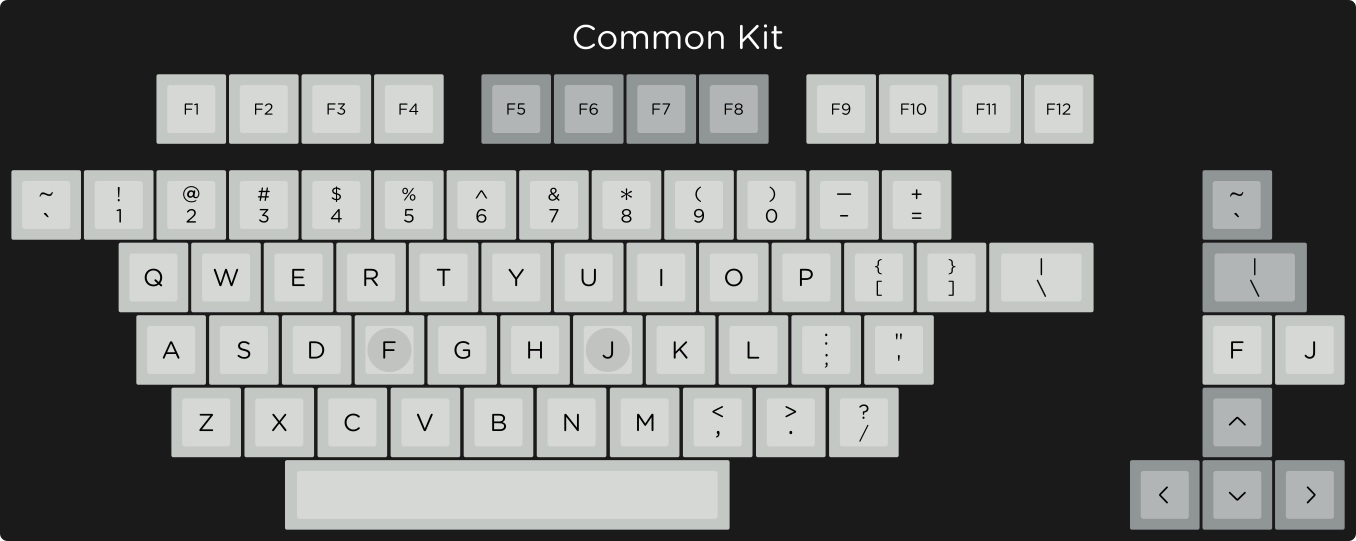 Common Kit
F1 F2 F3 F4 F5 F6 F7 F8 F9 F10 F11 F12
~ ! @ # $ % ^ & * ( ) — + ~
` 1 2 3 4 5 6 7 8 9 0 - = `
Q W E R T Y U I O P { } | |
[ ] \ \
A S D F G H J K L : " F J
; '
Z X C V B N M < > ? ^
, . /
< ⌄ >